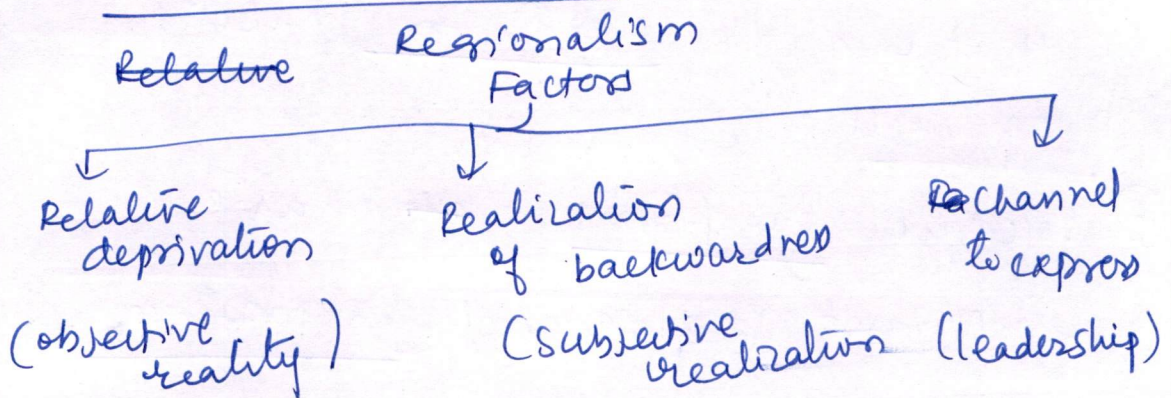 Regionalism
Relative
Factors
Relative
deprivation
(objective
reality)
Realization
of backwardness
(subjective
realization
Channel
to express
(leadership)